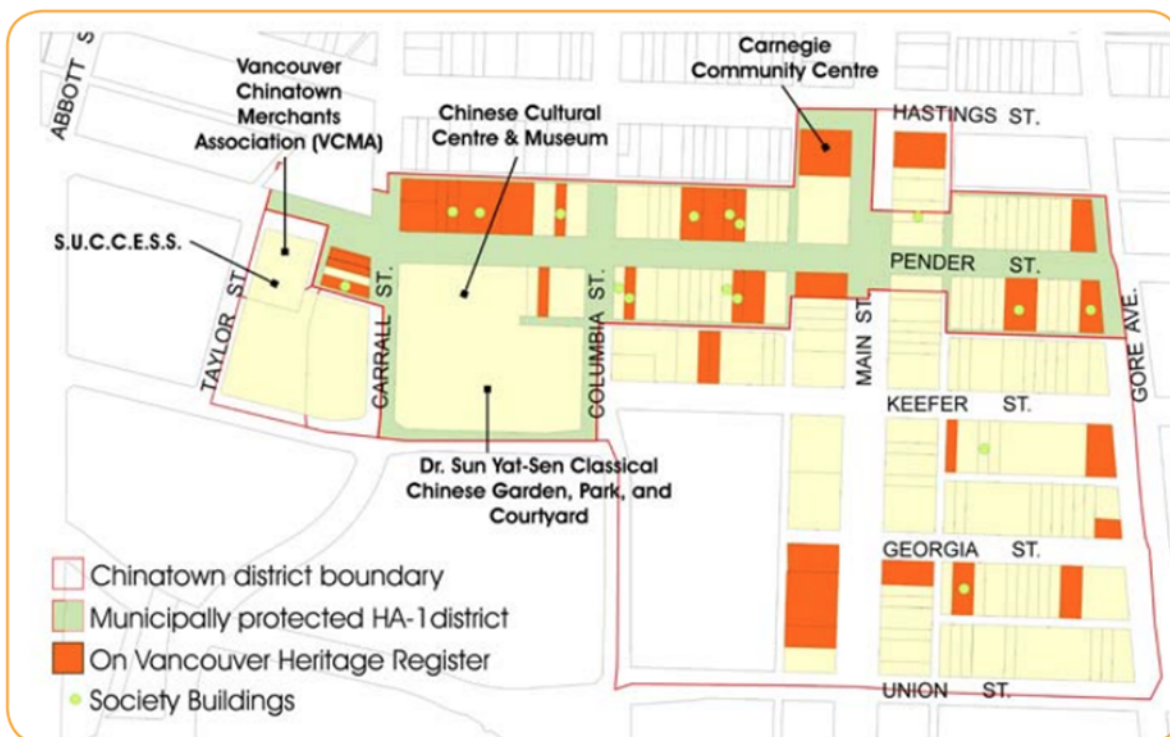 ABBOTT S
Vancouver
Chinatown
Merchants
Association (VCMA)
Chinese Cultural
Centre & Museum
Carnegie
Community Centre
HASTINGS ST.
S.U.C.C.E.S.S.
PENDER ST.
TAYLOR ST.
CARRALL ST.
COLUMBIA ST.
MAIN ST.
GORE AVE.
KEEFER ST.
Dr. Sun Yat-Sen Classical
Chinese Garden, Park, and
Courtyard
GEORGIA ST.
UNION ST.
Chinatown district boundary
Municipally protected HA-1district
On Vancouver Heritage Register
Society Buildings